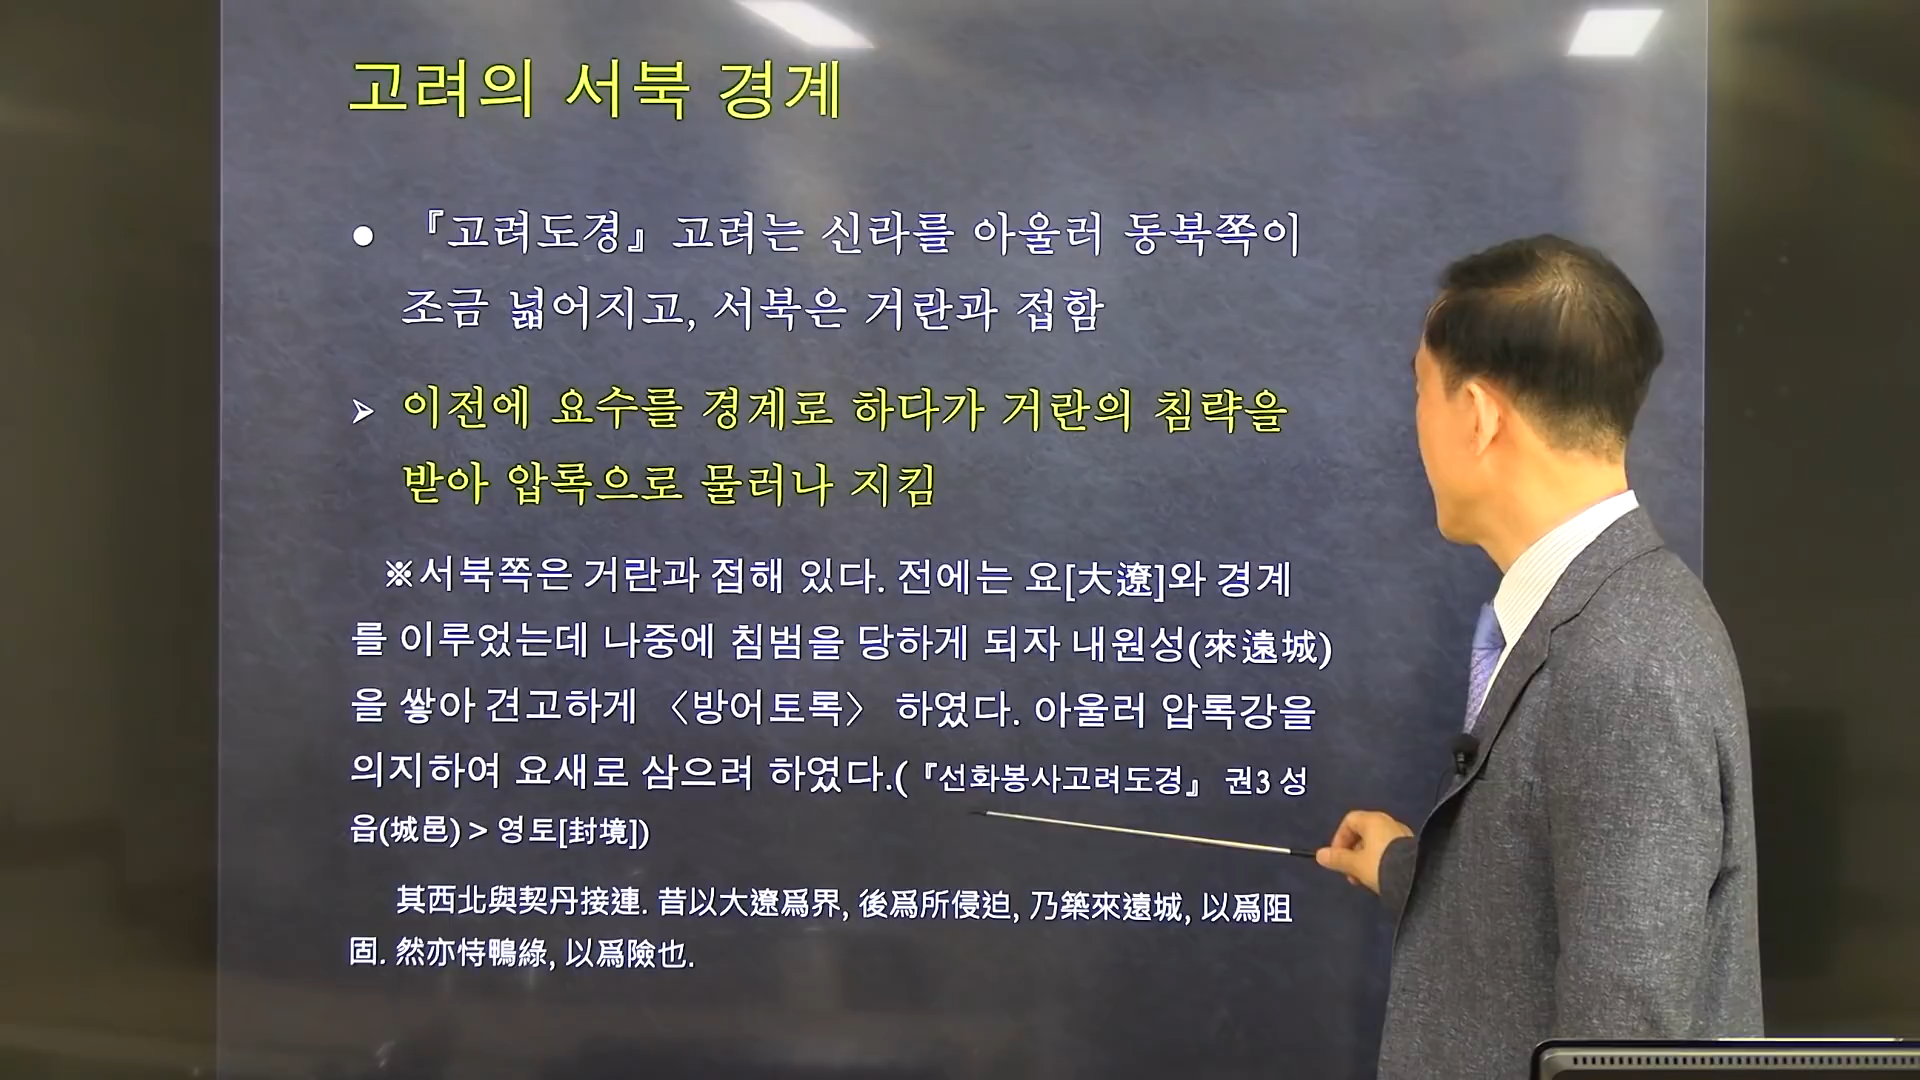 고려의 서북 경계
● 『고려도경』 고려는 신라를 아울러 동북쪽이
조금 넓어지고, 서북은 거란과 접함
➢ 이전에 요수를 경계로 하다가 거란의 침략을
받아 압록으로 물러나 지킴
※서북쪽은 거란과 접해 있다. 전에는 요[大遼]와 경계
를 이루었는데 나중에 침범을 당하게 되자 내원성(來遠城)
을 쌓아 견고하게 〈방어토록〉 하였다. 아울러 압록강을
의지하여 요새로 삼으려 하였다.(『선화봉사고려도경』 권3 성
읍(城邑) > 영토[封境])
其西北與契丹接連. 昔以大遼爲界, 後爲所侵迫, 乃築來遠城, 以爲阻
固. 然亦恃鴨綠, 以爲險也.